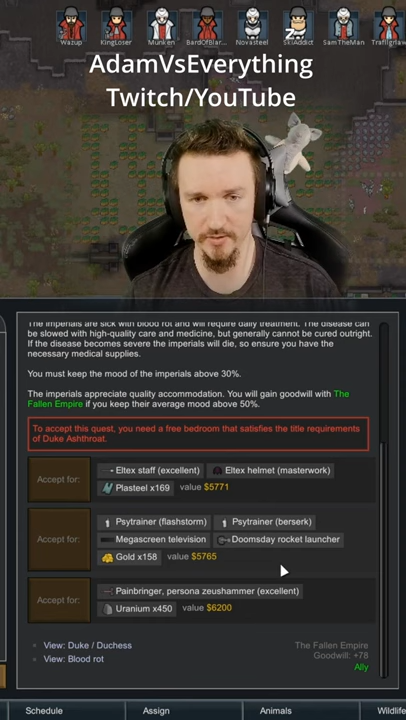 Wazup KingLoser Munken BardOfBlar... Novasteel SkiAddict SamTheMan
AdamVsEverything
Twitch/YouTube
The imperials are sick with blood rot and will require daily treatment. The disease can
be slowed with high-quality care and medicine, but generally cannot be cured outright.
If the disease becomes severe the imperials will die, so ensure you have the
necessary medical supplies.
You must keep the mood of the imperials above 30%.
The imperials appreciate quality accommodation. You will gain goodwill with The
Fallen Empire if you keep their average mood above 50%.
To accept this quest, you need a free bedroom that satisfies the title requirements
of Duke Ashthroat.
Accept for:
Eltex staff (excellent) Eltex helmet (masterwork)
Plasteel x169 value $5771
Accept for:
Psytrainer (flashstorm) Psytrainer (berserk)
Megascreen television Doomsday rocket launcher
Gold x158 value $5765
Accept for:
Painbringer, persona zeushammer (excellent)
Uranium x450 value $6200
View: Duke / Duchess
View: Blood rot
The Fallen Empire
Goodwill: +78
Ally
Schedule Assign Animals Wildlife